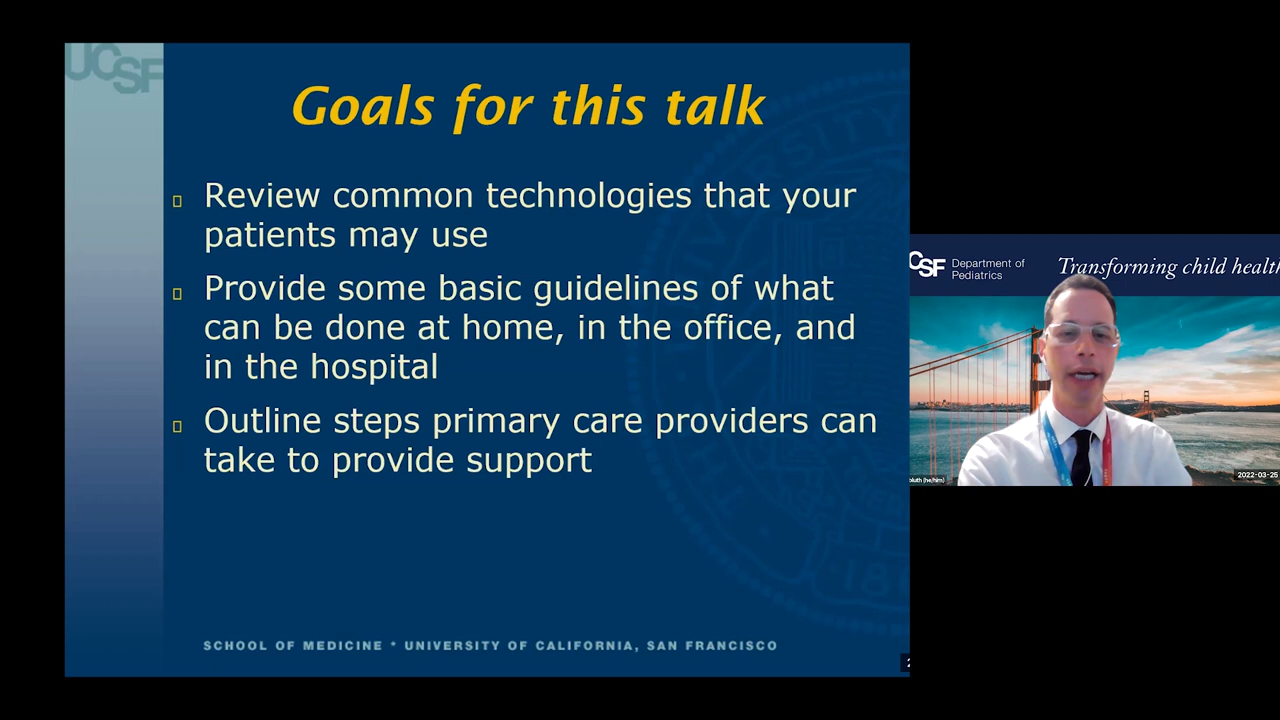 UCSF
Goals for this talk
Review common technologies that your
patients may use
Provide some basic guidelines of what
can be done at home, in the office, and
in the hospital
Outline steps primary care providers can
take to provide support
SCHOOL OF MEDICINE * UNIVERSITY OF CALIFORNIA, SAN FRANCISCO
CSF Department of
Pediatrics
Transforming child health
(he/him)
2022-03-25